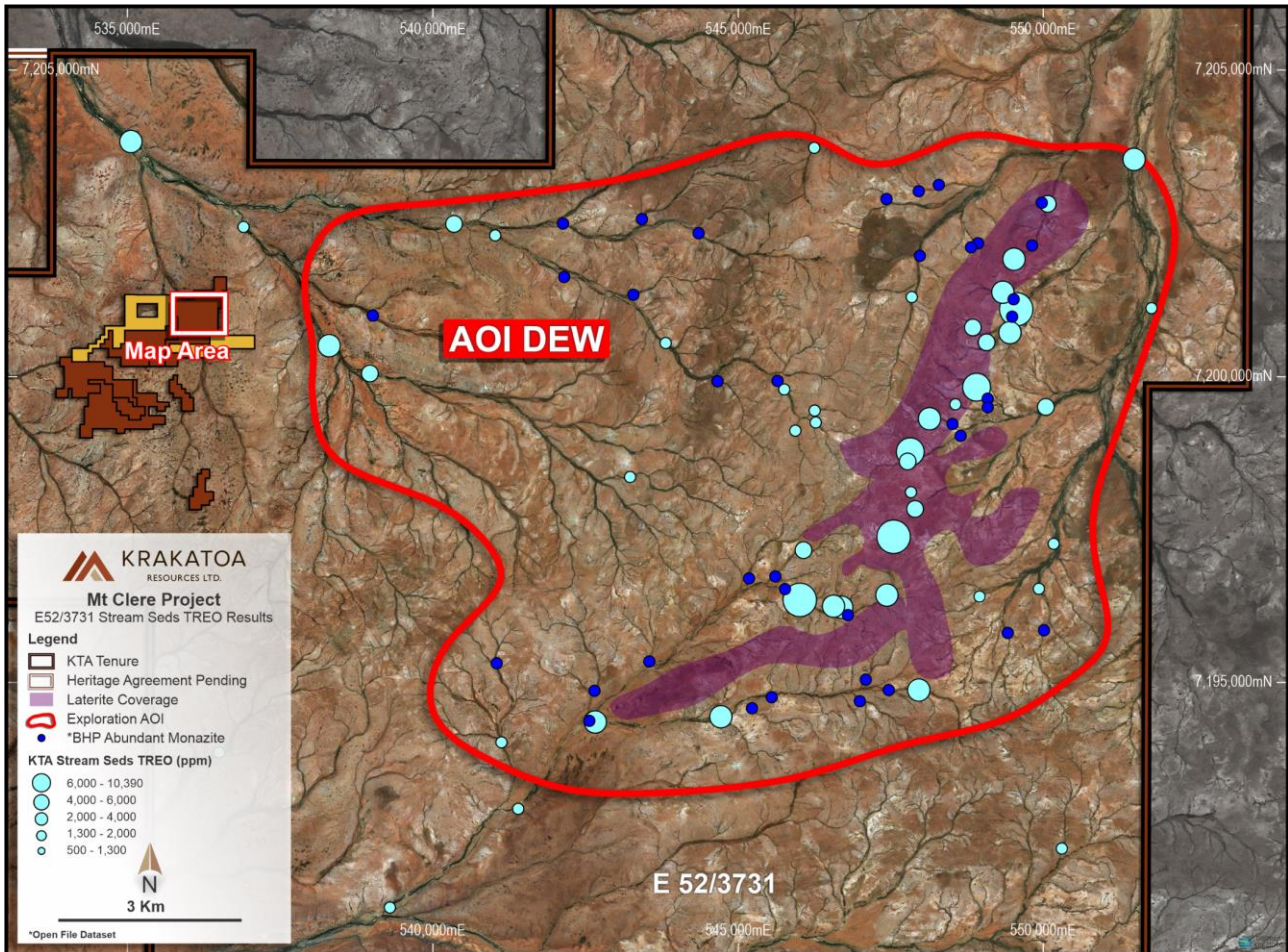 535,000mE
540,000mE
545,000mE
550,000mE
7,205,000mN
7,205,000mN
AOI DEW
Map Area
7,200,000mN
KRAKATOA
RESOURCES LTD.
Mt Clere Project
E52/3731 Stream Seds TREO Results
Legend
KTA Tenure
Heritage Agreement Pending
Laterite Coverage
Exploration AOI
*BHP Abundant Monazite
KTA Stream Seds TREO (ppm)
6,000 - 10,390
4,000 - 6,000
2,000 - 4,000
1,300 - 2,000
500 - 1,300
N
3 Km
*Open File Dataset
7,195,000mN
E 52/3731
540,000mE
545,000mE
550,000mE